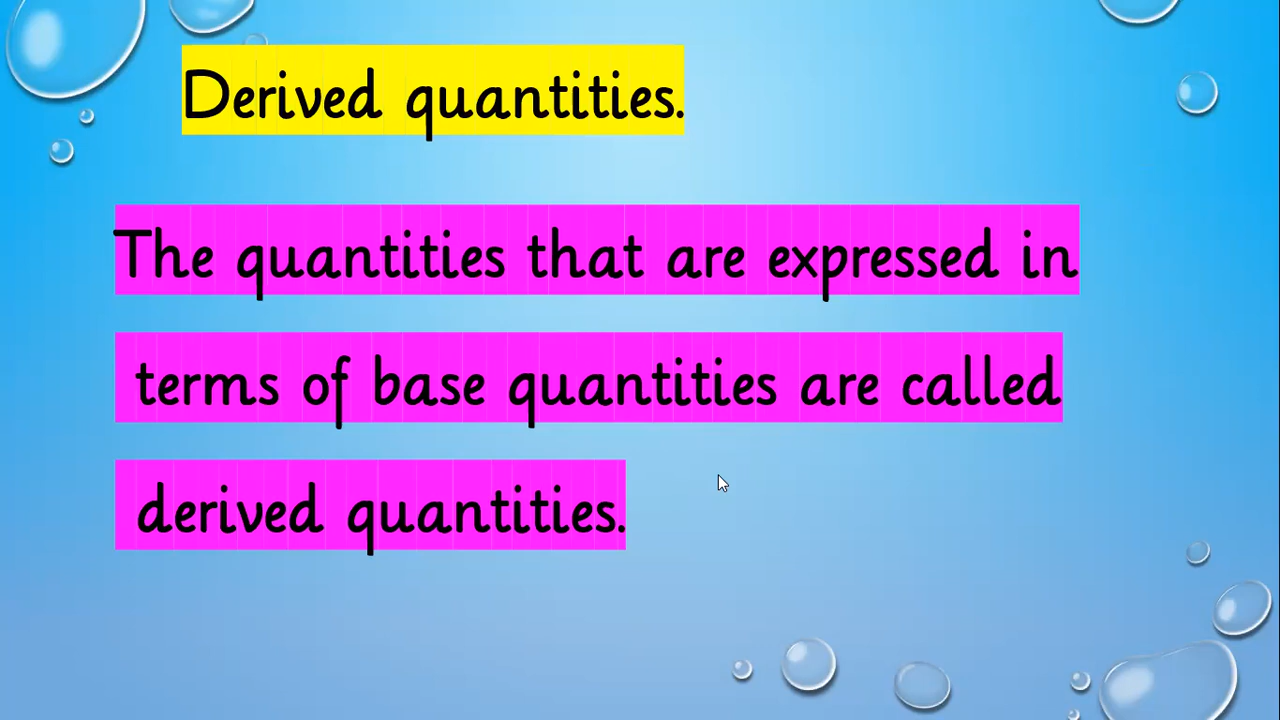 Derived quantities.
The quantities that are expressed in
terms of base quantities are called
derived quantities.